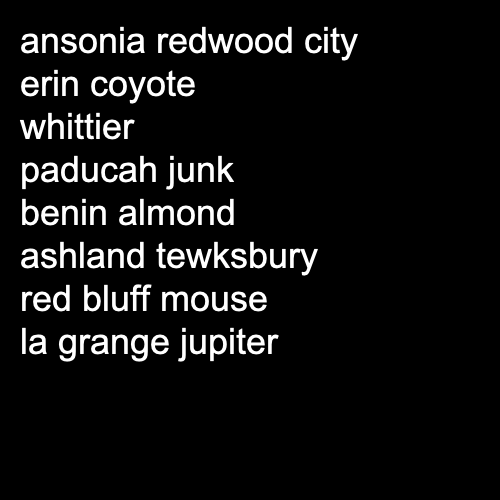 ansonia redwood city
erin coyote
whittier
paducah junk
benin almond
ashland tewksbury
red bluff mouse
la grange jupiter